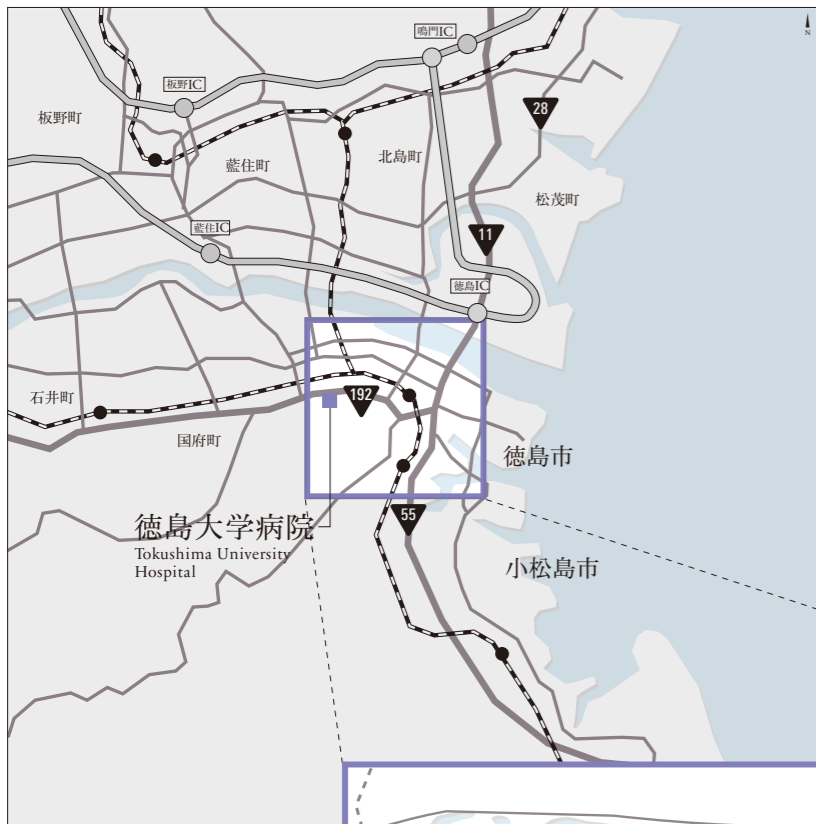 鳴門IC
N
板野IC
28
板野町
北島町
藍住町
松茂町
藍住IC
11
徳島IC
石井町
192
国府町
徳島市
徳島大学病院
Tokushima University
Hospital
55
小松島市